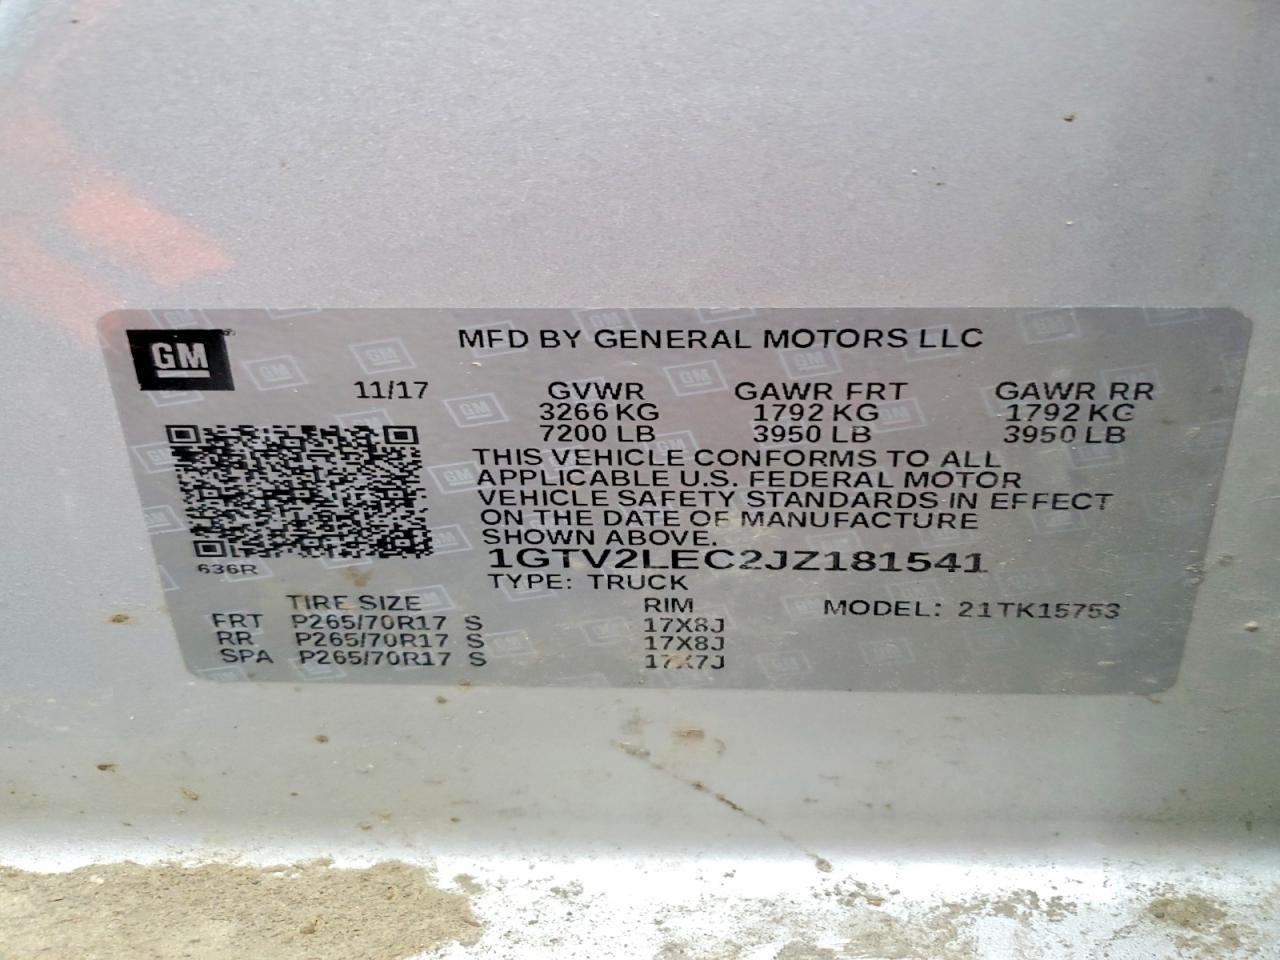 GM
MFD BY GENERAL MOTORS LLC
11/17 GVWR GAWR FRT GAWR RR
3266 KG 1792 KG 1792 KG
7200 LB 3950 LB 3950 LB
THIS VEHICLE CONFORMS TO ALL
APPLICABLE U.S. FEDERAL MOTOR
VEHICLE SAFETY STANDARDS IN EFFECT
ON THE DATE OF MANUFACTURE
SHOWN ABOVE.
636R
1GTV2LEC2JZ181541
TYPE: TRUCK
TIRE SIZE RIM MODEL: 21TK15753
FRT P265/70R17 S 17X8J
RR P265/70R17 S 17X8J
SPA P265/70R17 S 17X7J